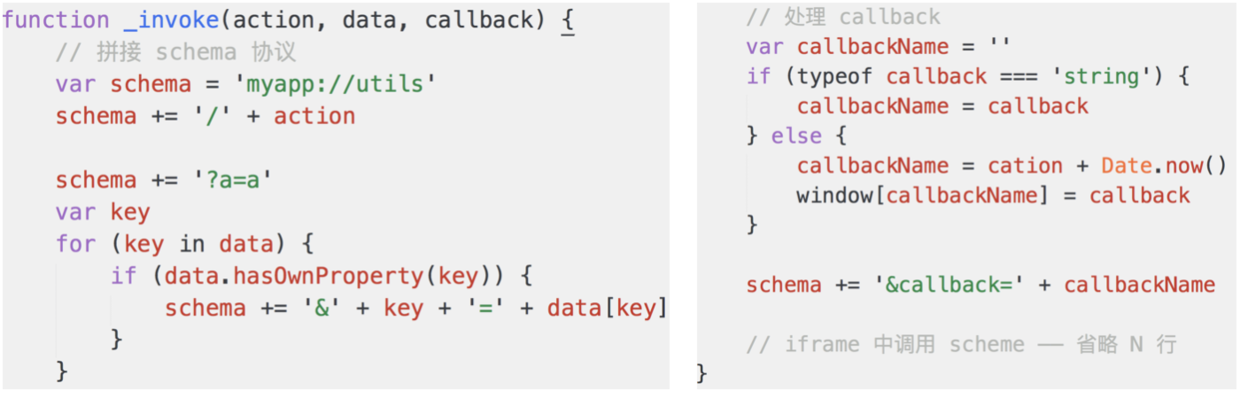 function _invoke(action, data, callback) {
    // 拼接 schema 协议
    var schema = 'myapp://utils'
    schema += '/' + action
    schema += '?a=a'
    var key
    for (key in data) {
        if (data.hasOwnProperty(key)) {
            schema += '&' + key + '=' + data[key]
        }
    }
    // 处理 callback
    var callbackName = ''
    if (typeof callback === 'string') {
        callbackName = callback
    } else {
        callbackName = cation + Date.now()
        window[callbackName] = callback
    }
    schema += '&callback=' + callbackName
    // iframe 中调用 scheme —— 省略 N 行
}